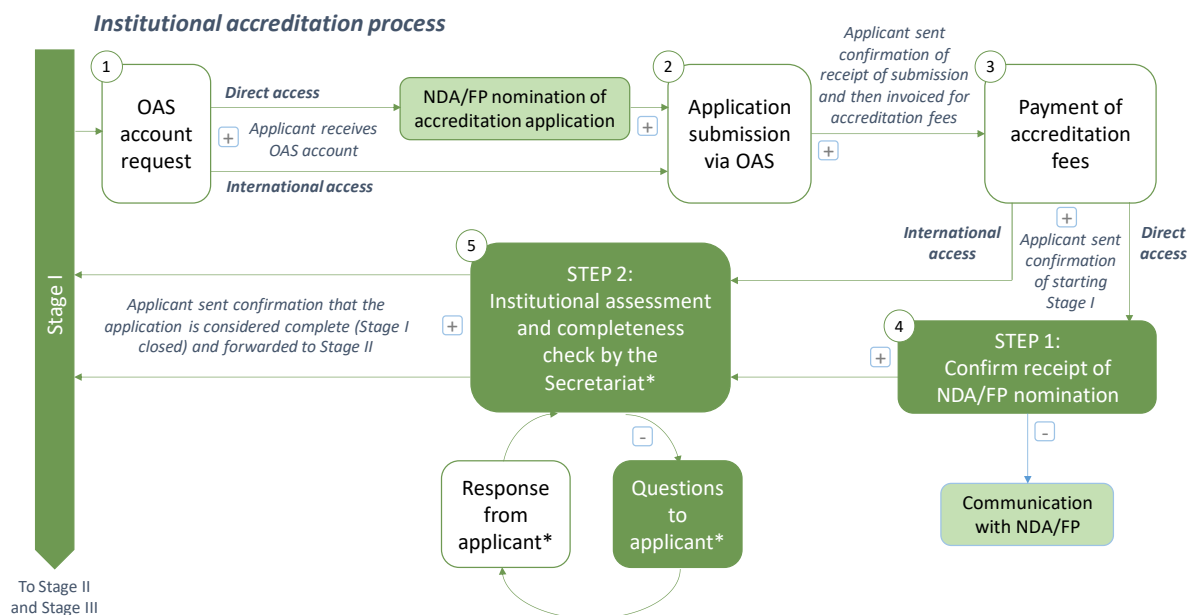 Institutional accreditation process
Stage I
To Stage II
and Stage III
1
OAS
account
request
Direct access
+
Applicant receives
OAS account
International access
NDA/FP nomination of
accreditation application
+
2
Application
submission
via OAS
Applicant sent
confirmation of
receipt of submission
and then invoiced for
accreditation fees
+
3
Payment of
accreditation
fees
International
access
+
Applicant sent
confirmation
of starting
Stage I
Direct
access
4
STEP 1:
Confirm receipt of
NDA/FP nomination
+
-
Communication
with NDA/FP
5
STEP 2:
Institutional assessment
and completeness
check by the
Secretariat*
+
Applicant sent confirmation that the
application is considered complete (Stage I
closed) and forwarded to Stage II
-
Questions
to
applicant*
Response
from
applicant*